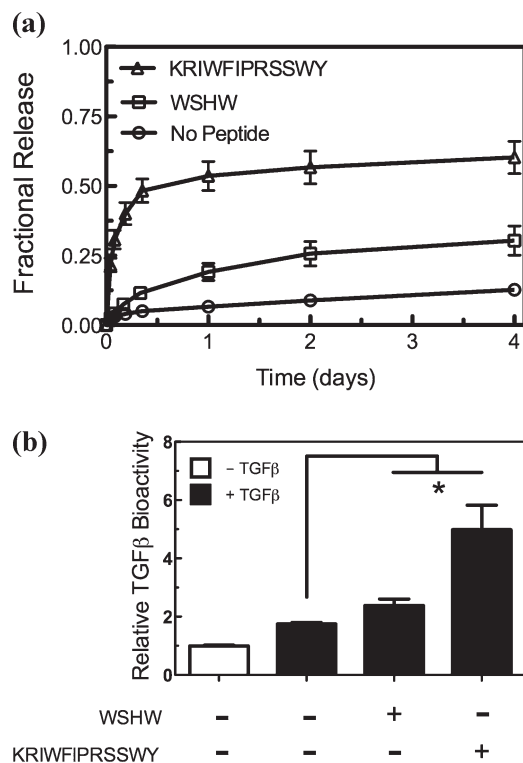 (a)
1.00
0.75
0.50
0.25
0.00
Fractional Release
KRIWFIPRSSWY
WSHW
No Peptide
0 1 2 3 4
Time (days)
(b)
8
6
4
2
0
Relative TGFβ Bioactivity
– TGFβ
+ TGFβ
*
WSHW – – + –
KRIWFIPRSSWY – – – +